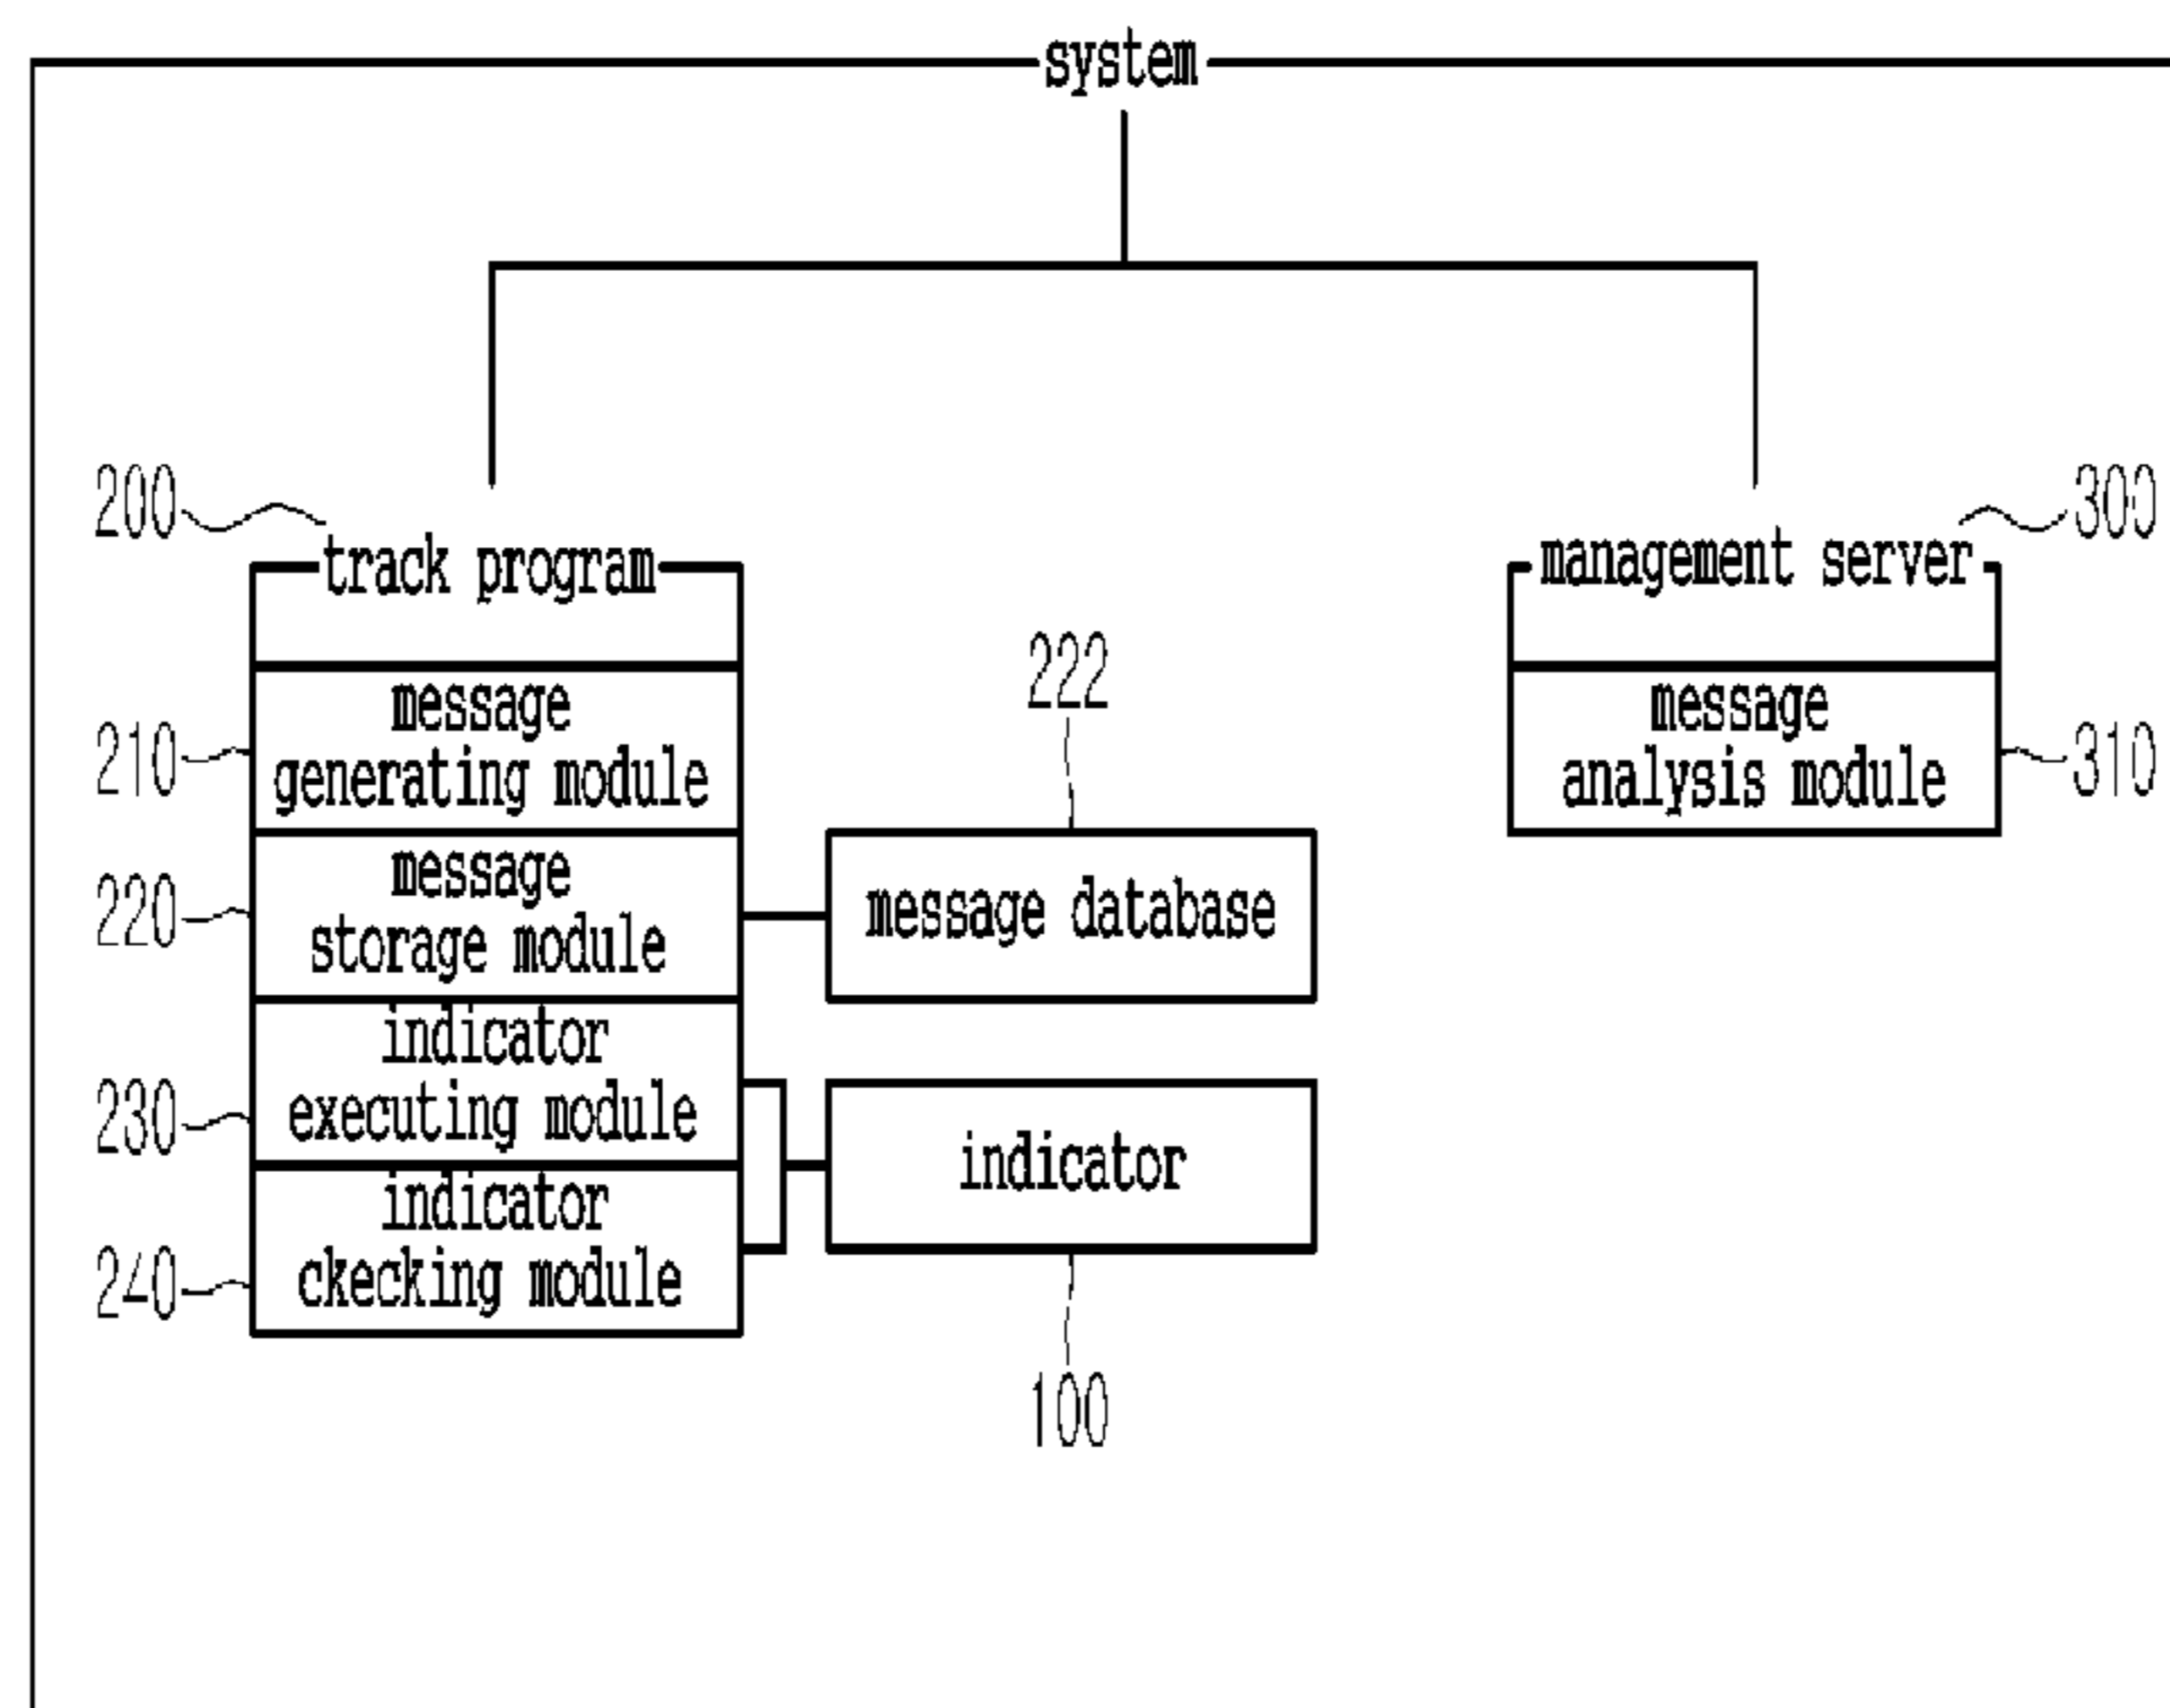 system
200
track program
300
management server
210
message
generating module
222
message
analysis module
310
220
message
storage module
message database
230
indicator
executing module
indicator
240
indicator
ckecking module
100